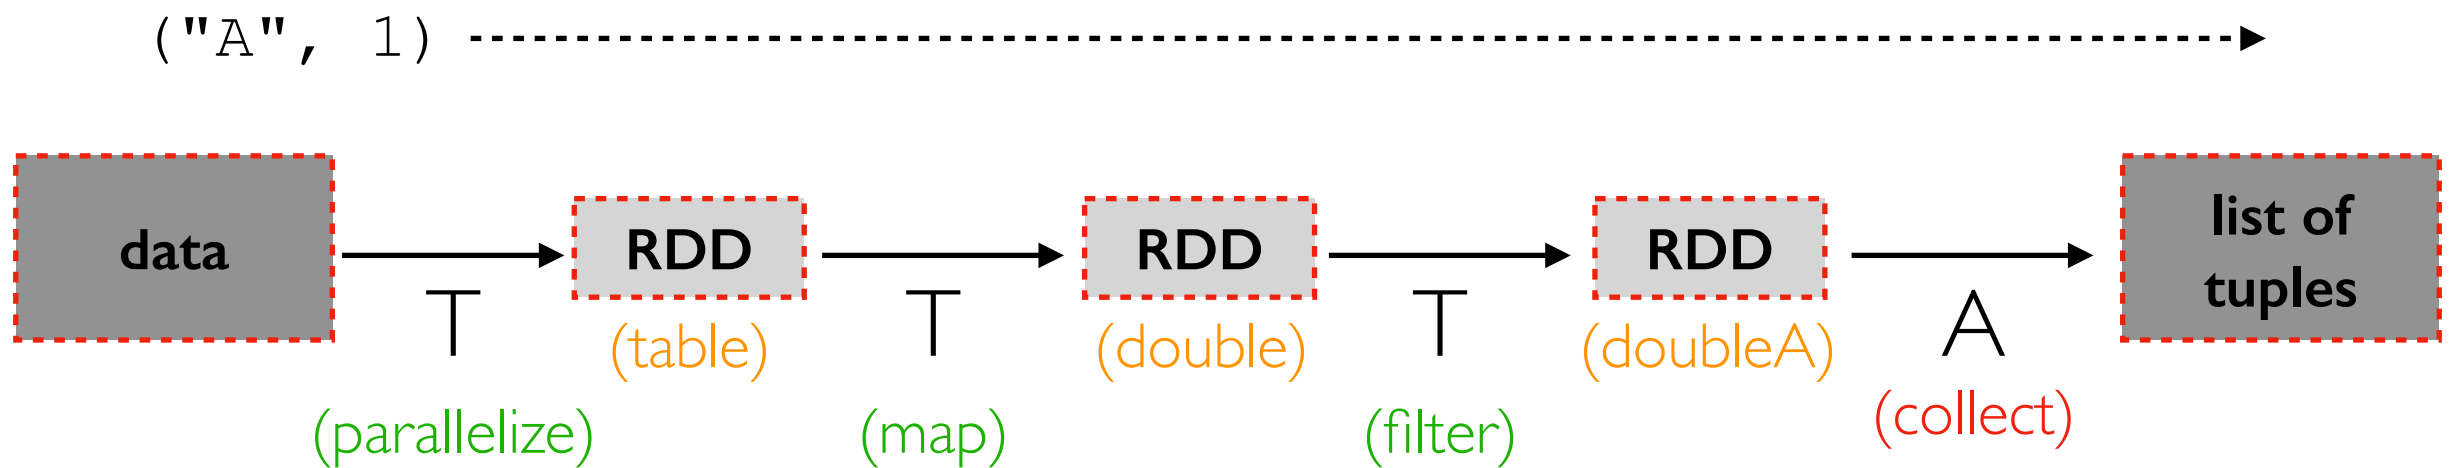 ("A", 1)
data
T
(parallelize)
RDD
(table)
T
(map)
RDD
(double)
T
(filter)
RDD
(doubleA)
A
(collect)
list of
tuples